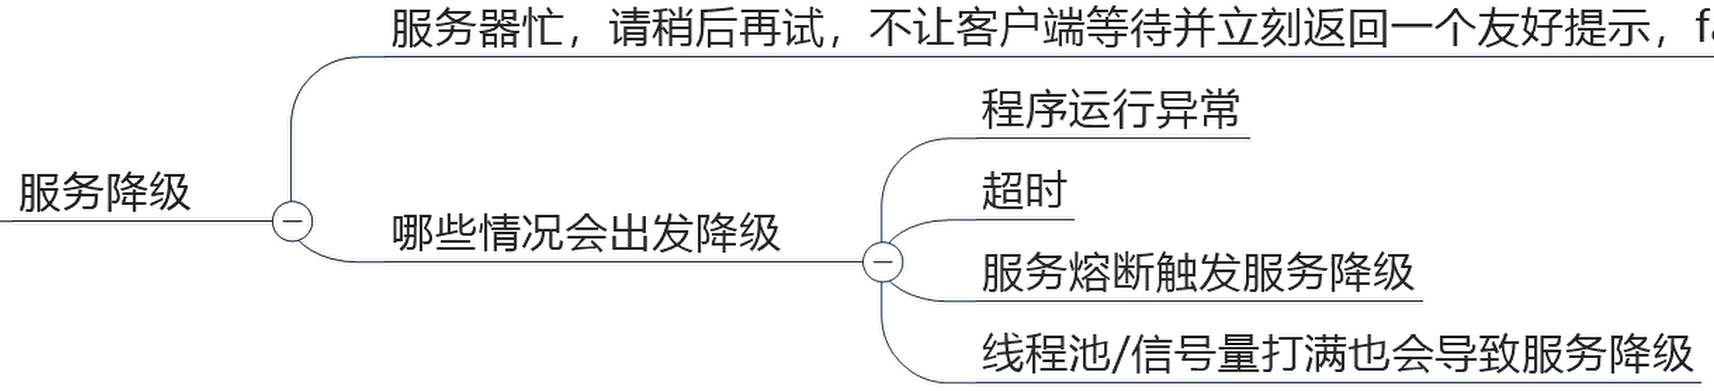 服务器忙，请稍后再试，不让客户端等待并立刻返回一个友好提示，
程序运行异常
超时
服务降级
哪些情况会出发降级
服务熔断触发服务降级
线程池/信号量打满也会导致服务降级